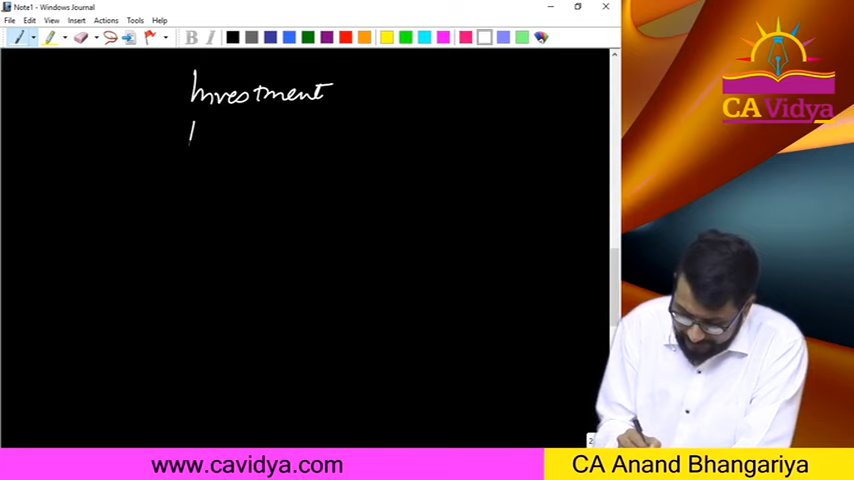 Note1 - Windows Journal
File Edit View Insert Actions Tools Help
B I
Investment
CA Vidya
www.cavidya.com
CA Anand Bhangariya